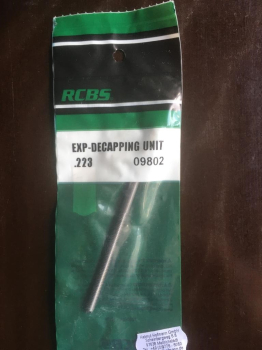 RCBS
EXP-DECAPPING UNIT
.223 09802